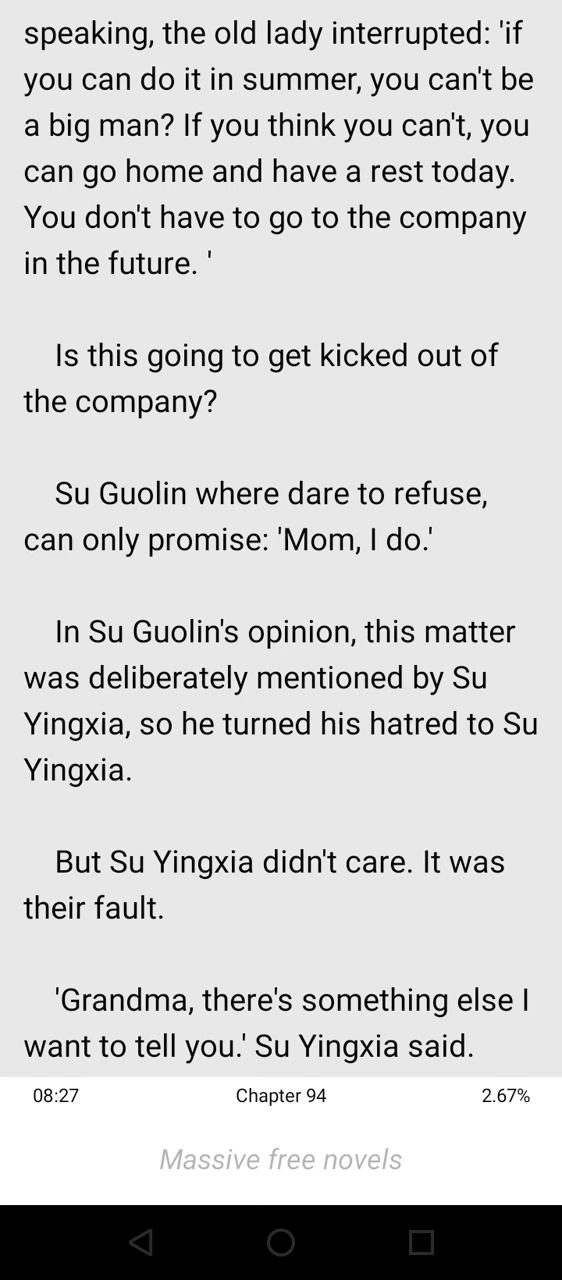 speaking, the old lady interrupted: 'if
you can do it in summer, you can't be
a big man? If you think you can't, you
can go home and have a rest today.
You don't have to go to the company
in the future. '
Is this going to get kicked out of
the company?
Su Guolin where dare to refuse,
can only promise: 'Mom, I do.'
In Su Guolin's opinion, this matter
was deliberately mentioned by Su
Yingxia, so he turned his hatred to Su
Yingxia.
But Su Yingxia didn't care. It was
their fault.
'Grandma, there's something else I
want to tell you.' Su Yingxia said.
08:27 Chapter 94 2.67%
Massive free novels